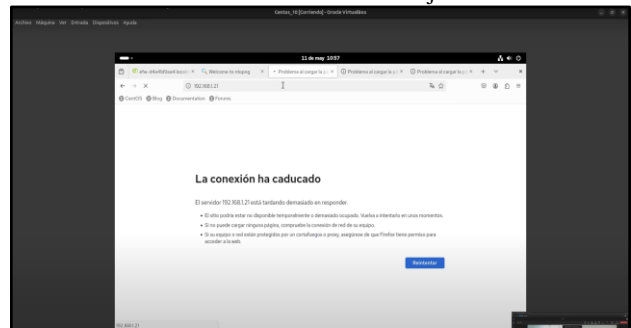 Centos_10 [Corriendo] - Oracle VirtualBox
Archivo Máquina Ver Entrada Dispositivos Ayuda
11 de may 10:57
Welcome to nginx Problema al cargar la Problema al cargar la Problema al cargar la
192.168.1.21
CentOS Blog Documentation Forums
La conexión ha caducado
El servidor 192.168.1.21 está tardando demasiado en responder.
• El sitio podría estar no disponible temporalmente o demasiado ocupado. Vuelva a intentarlo en unos momentos.
• Si no puede cargar ninguna página, compruebe la conexión de red de su equipo.
• Si su equipo o red están protegidos por un cortafuegos o proxy, asegúrese de que Firefox tiene permiso para
acceder a la web.
Reintentar
192.168.1.21